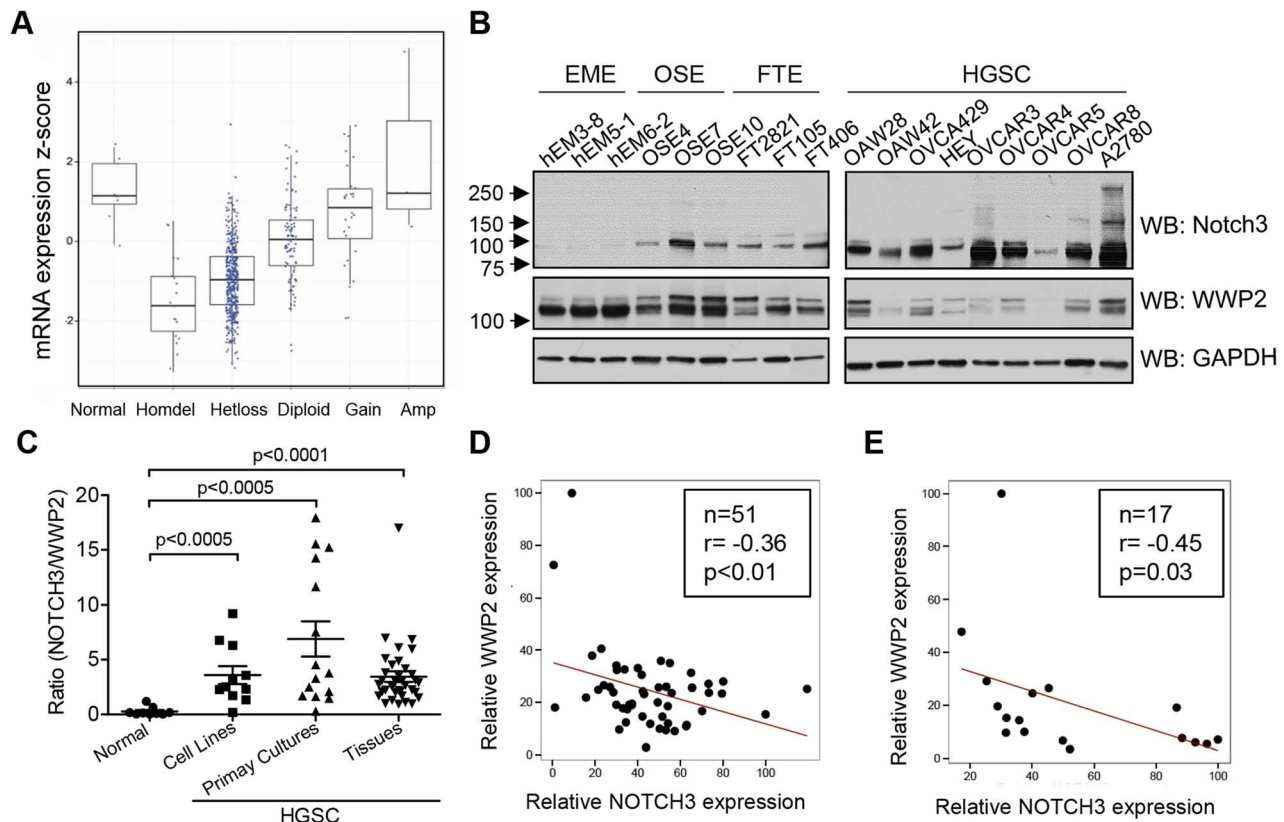 A
mRNA expression z-score
4
2
0
-2
Normal Homdel Hetloss Diploid Gain Amp
B
EME OSE FTE HGSC
hEM3-8 hEM5-1 hEM6-2 OSE4 OSE7 OSE10 FT2821 FT105 FT406 OAW28 OAW42 OVCA429 HEY OVCAR3 OVCAR4 OVCAR5 OVCAR8 A2780
250
150
100
75
WB: Notch3
100
WB: WWP2
WB: GAPDH
C
Ratio (NOTCH3/WWP2)
20
15
10
5
0
p<0.0001
p<0.0005
p<0.0005
Normal Cell Lines Primay Cultures Tissues
HGSC
D
Relative WWP2 expression
100
80
60
40
20
0
n=51
r= -0.36
p<0.01
0 20 40 60 80 100
Relative NOTCH3 expression
E
Relative WWP2 expression
100
80
60
40
20
0
n=17
r= -0.45
p=0.03
20 40 60 80 100
Relative NOTCH3 expression